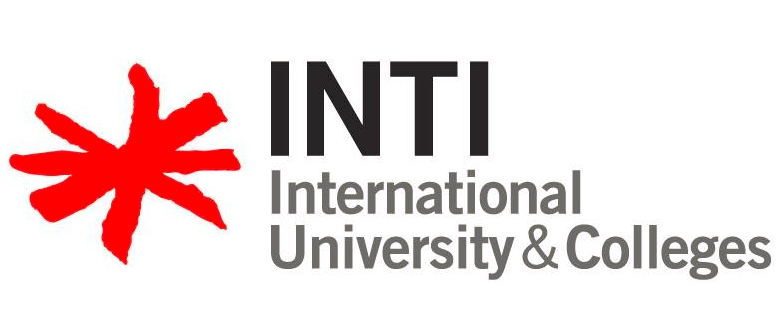 INTI
International
University & Colleges